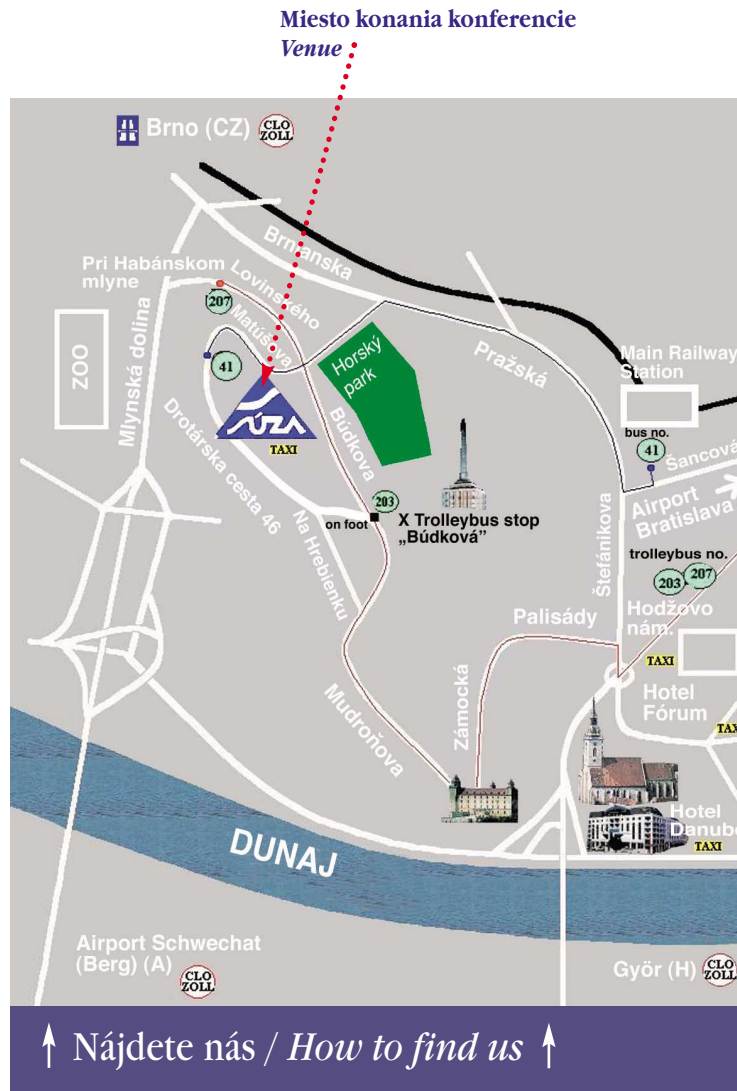 Miesto konania konferencie
Venue
Brno (CZ)
CLO
ZOLL
Brnianska
Pri Habánskom
mlyne
Lovinského
207
Matúšova
Mlynská dolina
ZOO
41
Horský
park
Pražská
Main Railway
Station
bus no.
41
Šancová
SÚZA
TAXI
Búdkova
Drotárska cesta 46
203
on foot
X Trolleybus stop
„Búdková”
Na Hrebienku
Airport
Bratislava
Štefánikova
trolleybus no.
203
207
Palisády
Hodžovo
nám.
TAXI
Hotel
Fórum
Zámocká
Mudroňova
TAX
Hotel
Danube
TAXI
DUNAJ
Airport Schwechat
(Berg) (A)
CLO
ZOLL
Györ (H)
CLO
ZOLL
Nájdete nás / How to find us